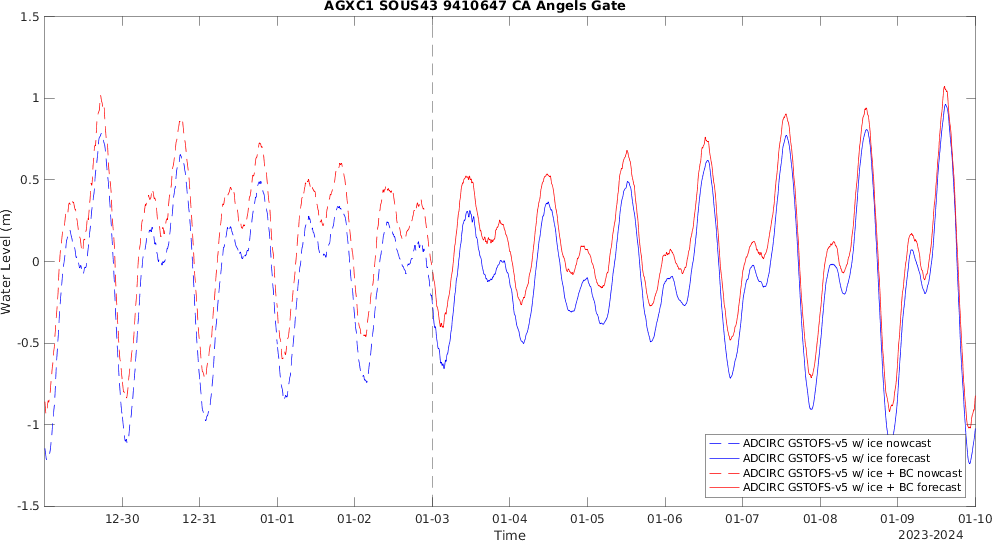 AGXC1 SOUS43 9410647 CA Angels Gate
1.5
1
0.5
0
-0.5
-1
-1.5
Water Level (m)
ADCIRC GSTOFS-v5 w/ ice nowcast
ADCIRC GSTOFS-v5 w/ ice forecast
ADCIRC GSTOFS-v5 w/ ice + BC nowcast
ADCIRC GSTOFS-v5 w/ ice + BC forecast
12-30 12-31 01-01 01-02 01-03 01-04 01-05 01-06 01-07 01-08 01-09 01-10
Time
2023-2024